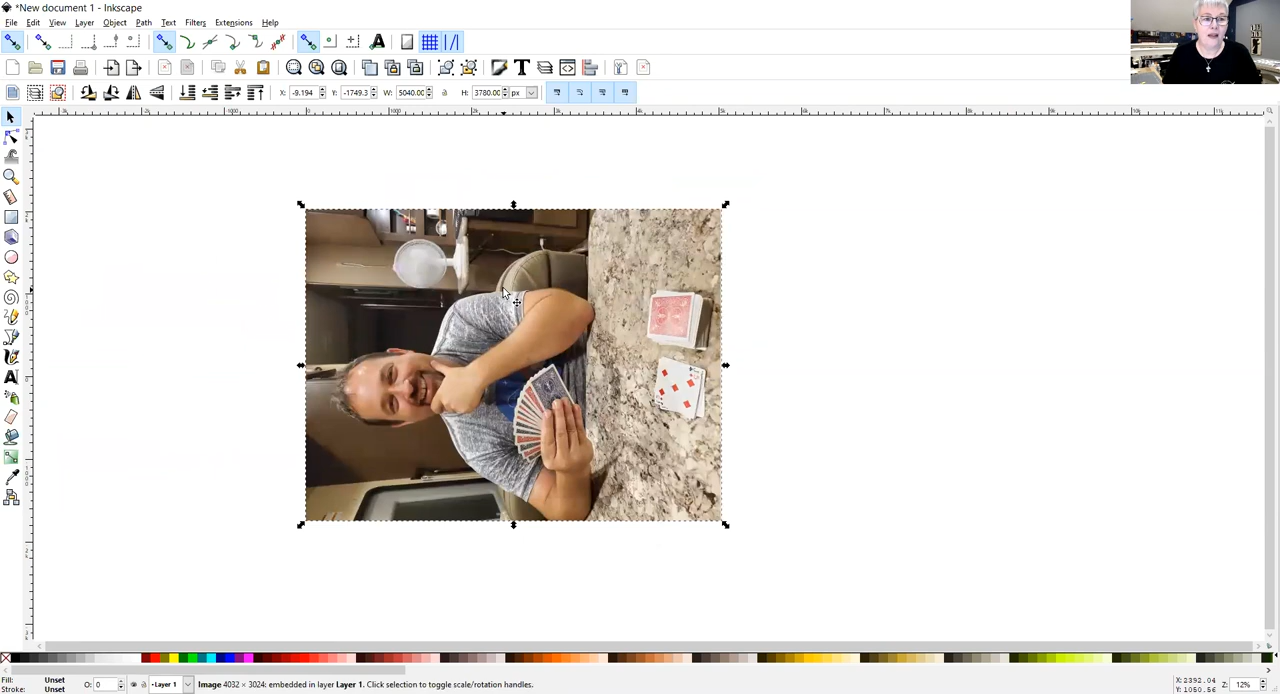 *New document 1 - Inkscape
File Edit View Layer Object Path Text Filters Extensions Help
X: -9.194 Y: -1749.3 W: 5040.00 H: 3780.00 px
Fill: Unset
Stroke: Unset
O: 0
Layer 1
Image 4032 × 3024: embedded in layer Layer 1. Click selection to toggle scale/rotation handles.
X: 2392.04
Y: 1050.56
Z: 12%